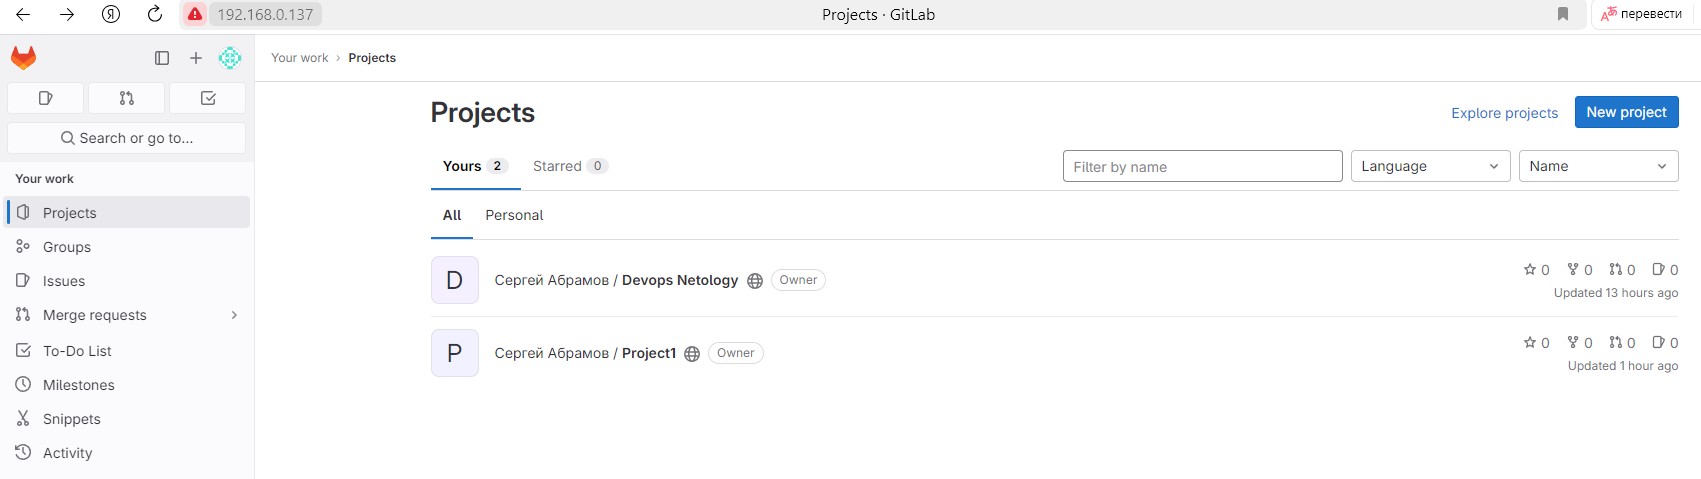 Я 192.168.0.137 Projects · GitLab перевести
Your work › Projects
Projects
Explore projects New project
Search or go to...
Yours 2 Starred 0 Filter by name Language Name
Your work
Projects
Groups
Issues
Merge requests
To-Do List
Milestones
Snippets
Activity
All Personal
D Сергей Абрамов / Devops Netology Owner 0 0 0 0
Updated 13 hours ago
P Сергей Абрамов / Project1 Owner 0 0 0 0
Updated 1 hour ago